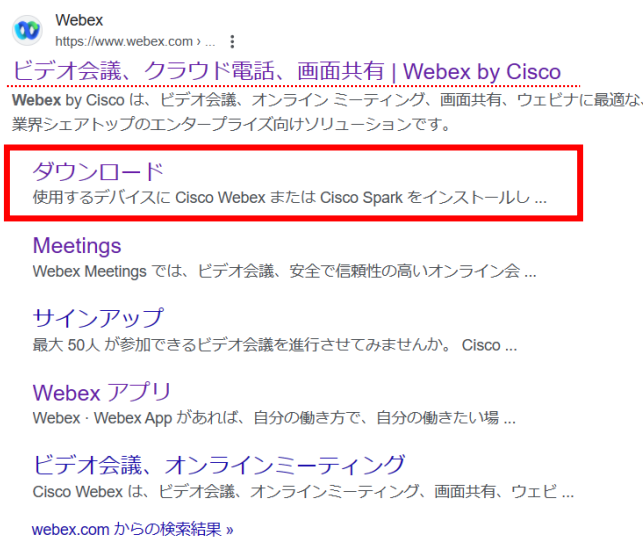 Webex
https://www.webex.com › ...
ビデオ会議、クラウド電話、画面共有 | Webex by Cisco
Webex by Cisco は、ビデオ会議、オンライン ミーティング、画面共有、ウェビナに最適な、
業界シェアトップのエンタープライズ向けソリューションです。
ダウンロード
使用するデバイスに Cisco Webex または Cisco Spark をインストールし ...
Meetings
Webex Meetings では、ビデオ会議、安全で信頼性の高いオンライン会 ...
サインアップ
最大 50人 が参加できるビデオ会議を進行させてみませんか。 Cisco ...
Webex アプリ
Webex · Webex App があれば、自分の働き方で、自分の働きたい場 ...
ビデオ会議、オンラインミーティング
Cisco Webex は、ビデオ会議、オンラインミーティング、画面共有、ウェビ ...
webex.com からの検索結果 »